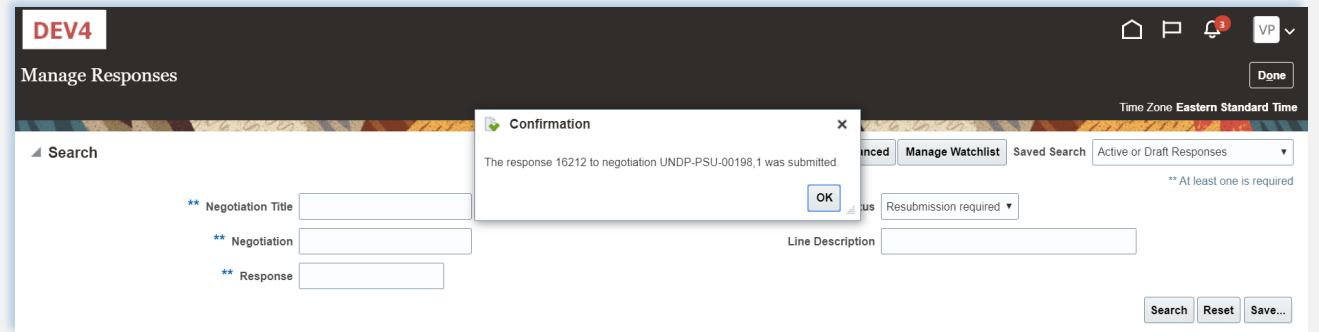 DEV4
3
VP
Manage Responses
Done
Time Zone Eastern Standard Time
Confirmation
The response 16212 to negotiation UNDP-PSU-00198,1 was submitted.
OK
Search
Manage Watchlist Saved Search Active or Draft Responses
** At least one is required
** Negotiation Title
Resubmission required
** Negotiation
Line Description
** Response
Search Reset Save...